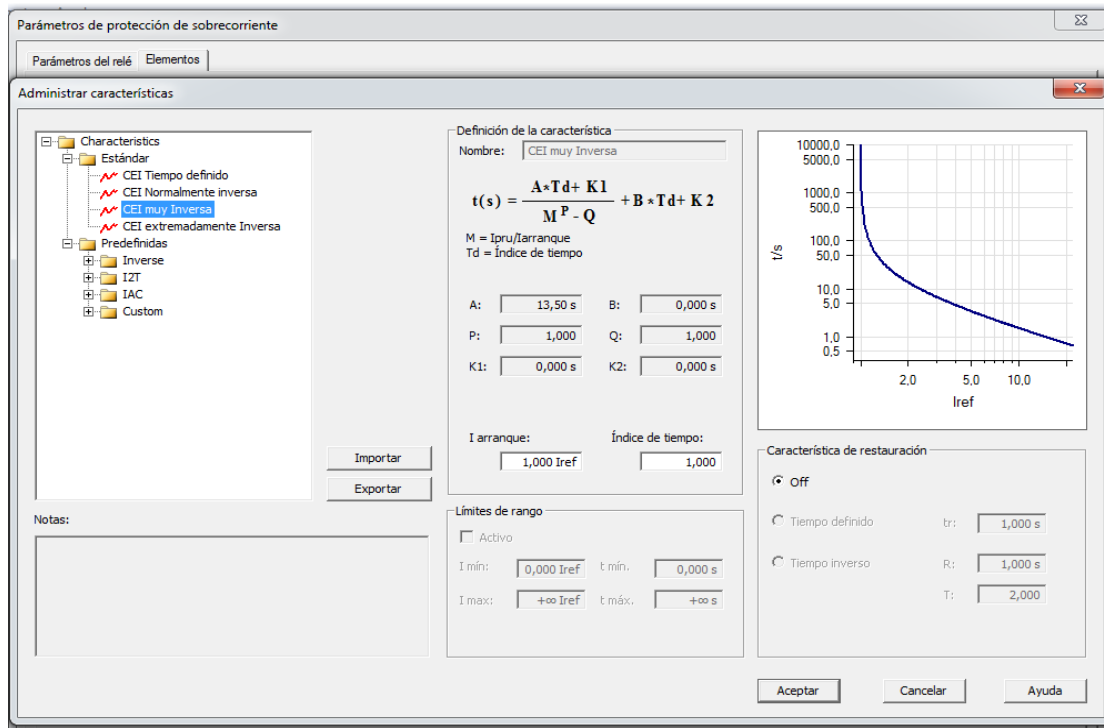 Parámetros de protección de sobrecorriente
Parámetros del relé
Elementos
Administrar características
Characteristics
Estándar
CEI Tiempo definido
CEI Normalmente inversa
CEI muy Inversa
CEI extremadamente Inversa
Predefinidas
Inverse
I2T
IAC
Custom
Importar
Exportar
Notas:
Definición de la característica
Nombre: CEI muy Inversa
t(s) = A*Td+ K1 / M^P - Q + B *Td+ K 2
M = Ipru/Iarranque
Td = Índice de tiempo
A: 13,50 s B: 0,000 s
P: 1,000 Q: 1,000
K1: 0,000 s K2: 0,000 s
I arranque: Índice de tiempo:
1,000 Iref 1,000
Límites de rango
Activo
I mín: 0,000 Iref t mín. 0,000 s
I max: +∞ Iref t máx. +∞ s
10000,0
5000,0
1000,0
500,0
100,0
50,0
10,0
5,0
1,0
0,5
t/s
2,0 5,0 10,0
Iref
Característica de restauración
Off
Tiempo definido tr: 1,000 s
Tiempo inverso R: 1,000 s
T: 2,000
Aceptar Cancelar Ayuda